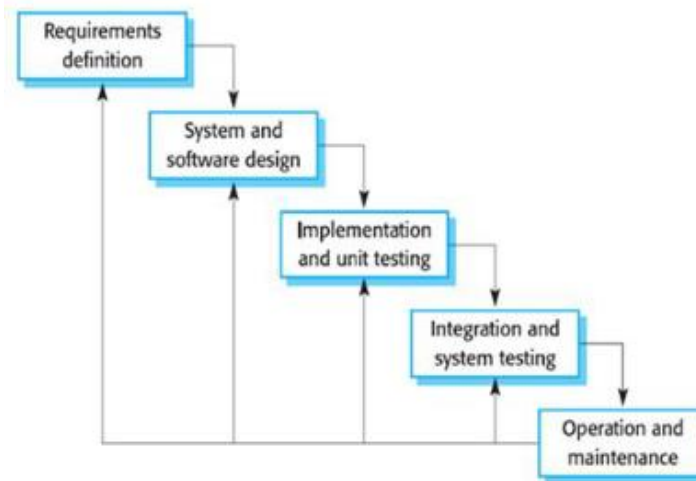 Requirements
definition
System and
software design
Implementation
and unit testing
Integration and
system testing
Operation and
maintenance